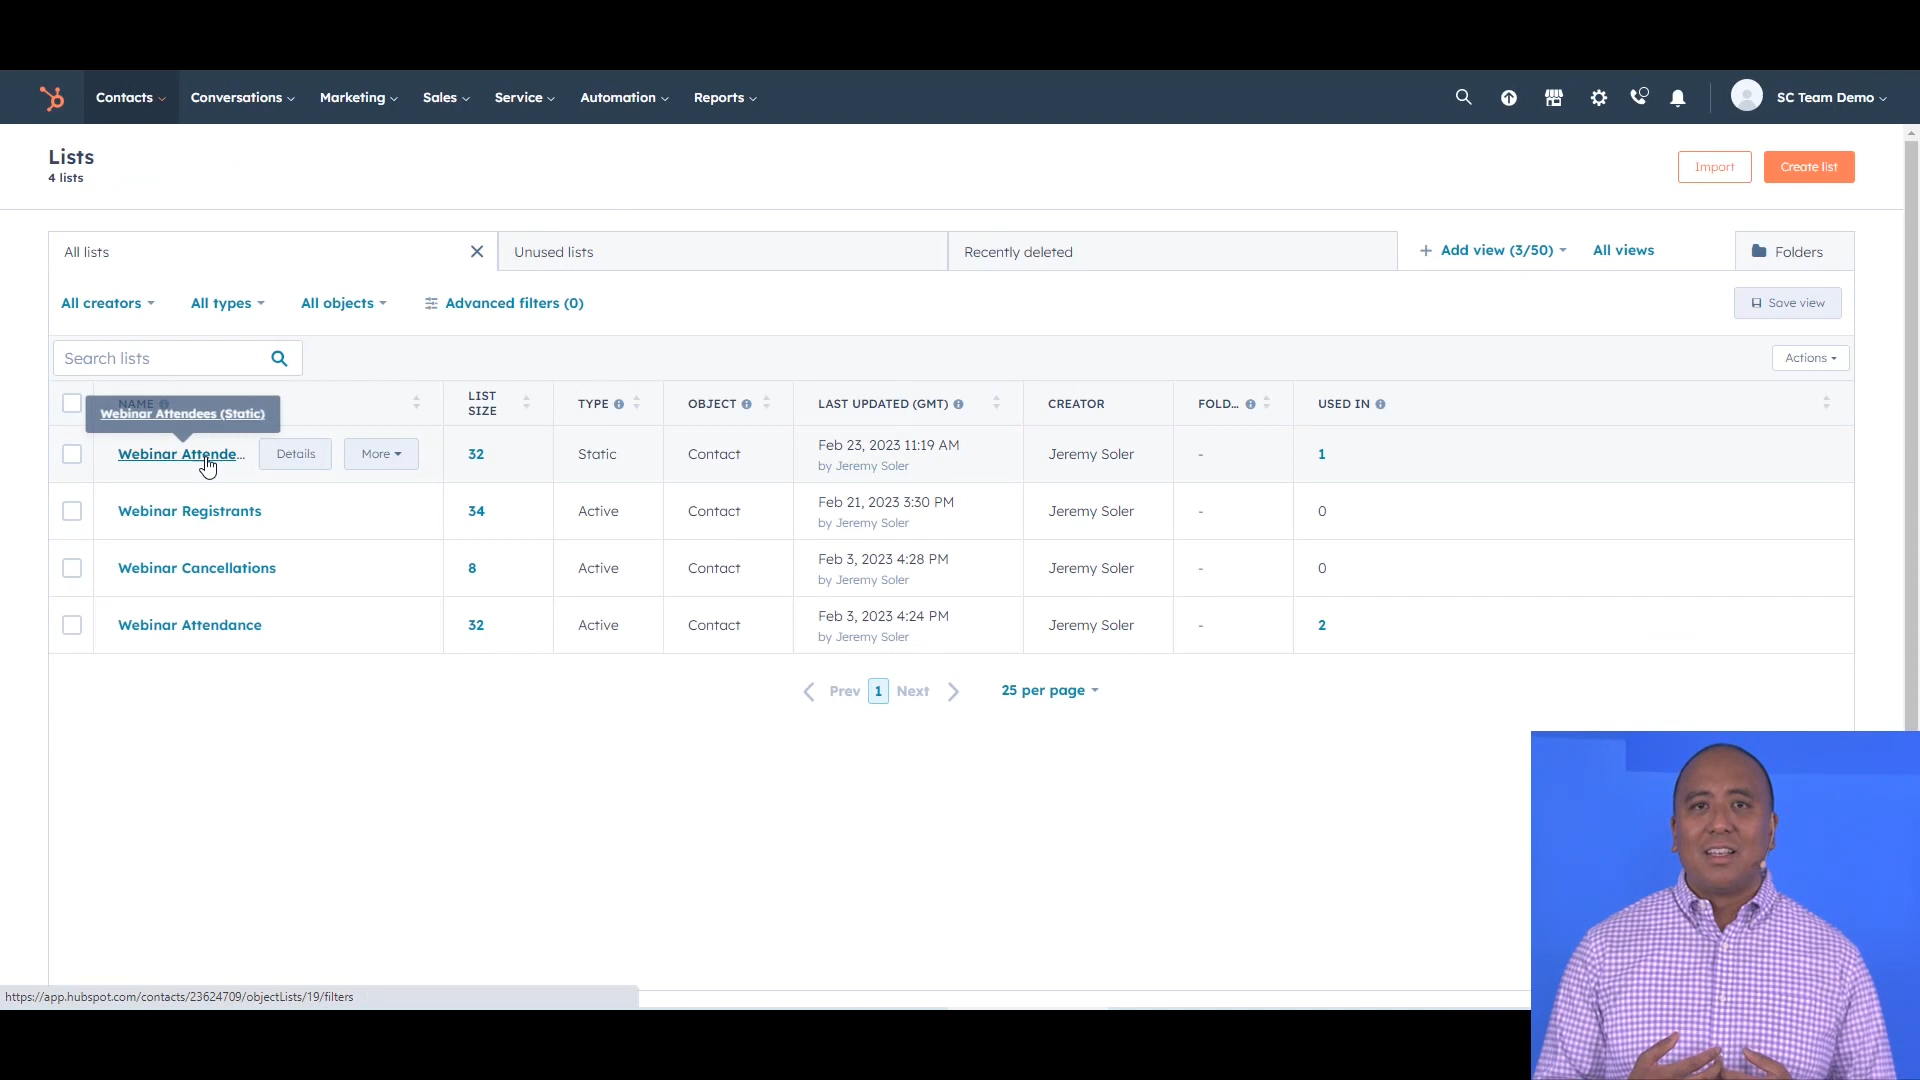 Contacts Conversations Marketing Sales Service Automation Reports SC Team Demo
Lists
4 lists
Import Create list
All lists Unused lists Recently deleted + Add view (3/50) All views Folders
All creators All types All objects Advanced filters (0) Save view
Search lists Actions
NAME LIST SIZE TYPE OBJECT LAST UPDATED (GMT) CREATOR FOLD... USED IN
Webinar Attendees (Static)
Webinar Attende... Details More 32 Static Contact Feb 23, 2023 11:19 AM Jeremy Soler - 1
by Jeremy Soler
Webinar Registrants 34 Active Contact Feb 21, 2023 3:30 PM Jeremy Soler - 0
by Jeremy Soler
Webinar Cancellations 8 Active Contact Feb 3, 2023 4:28 PM Jeremy Soler - 0
by Jeremy Soler
Webinar Attendance 32 Active Contact Feb 3, 2023 4:24 PM Jeremy Soler - 2
by Jeremy Soler
Prev 1 Next 25 per page
https://app.hubspot.com/contacts/23624709/objectLists/19/filters